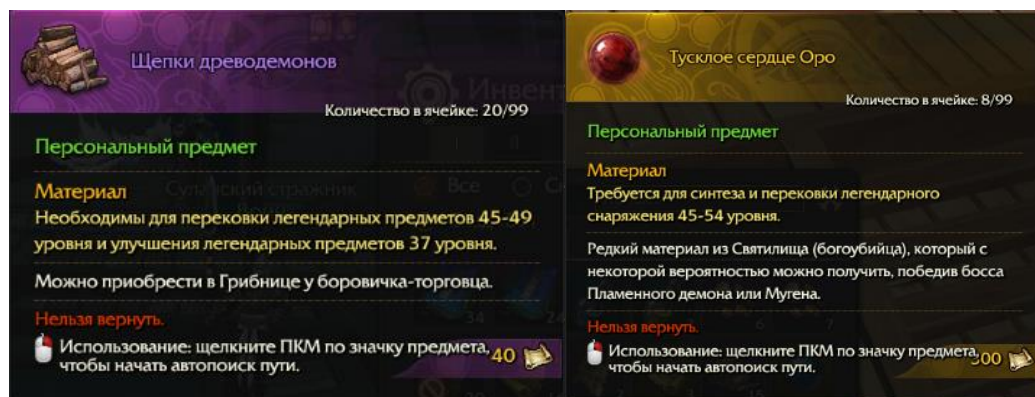 Щепки древодемонов
Количество в ячейке: 20/99
Персональный предмет
Материал
Необходимы для перековки легендарных предметов 45-49
уровня и улучшения легендарных предметов 37 уровня.
Можно приобрести в Грибнице у боровичка-торговца.
Нельзя вернуть.
Использование: щелкните ПКМ по значку предмета,
чтобы начать автопоиск пути.
40
Тусклое сердце Оро
Количество в ячейке: 8/99
Персональный предмет
Материал
Требуется для синтеза и перековки легендарного
снаряжения 45-54 уровня.
Редкий материал из Святилища (богоубийца), который с
некоторой вероятностью можно получить, победив босса
Пламенного демона или Мугена.
Нельзя вернуть.
Использование: щелкните ПКМ по значку предмета,
чтобы начать автопоиск пути.